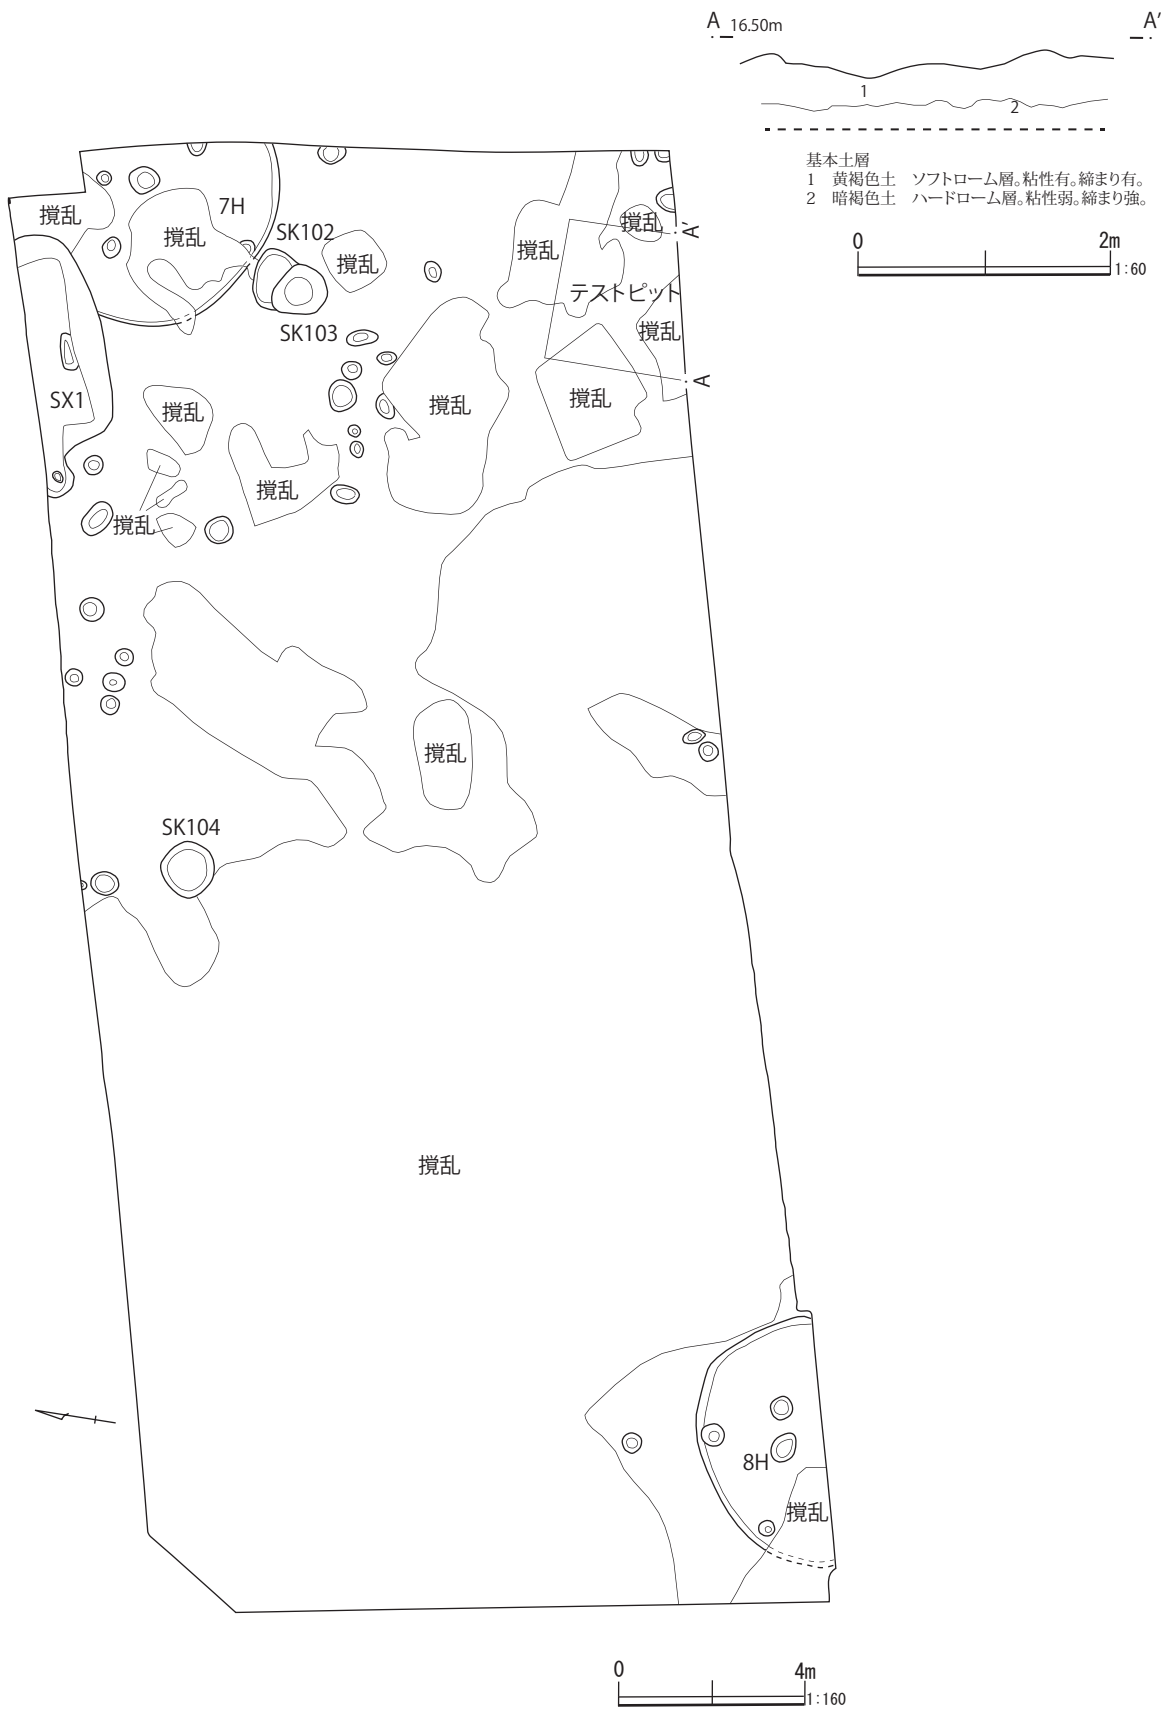 A 16.50m A'
1
2
基本土層
1 黄褐色土 ソフトローム層。粘性有。締まり有。
2 暗褐色土 ハードローム層。粘性弱。締まり強。
0 2m
1:60
撹乱
7H
撹乱
SK102
撹乱
撹乱
撹乱
A'
テストピット
SK103
撹乱
A
SX1
撹乱
撹乱
撹乱
撹乱
撹乱
撹乱
SK104
撹乱
8H
撹乱
0 4m
1:160